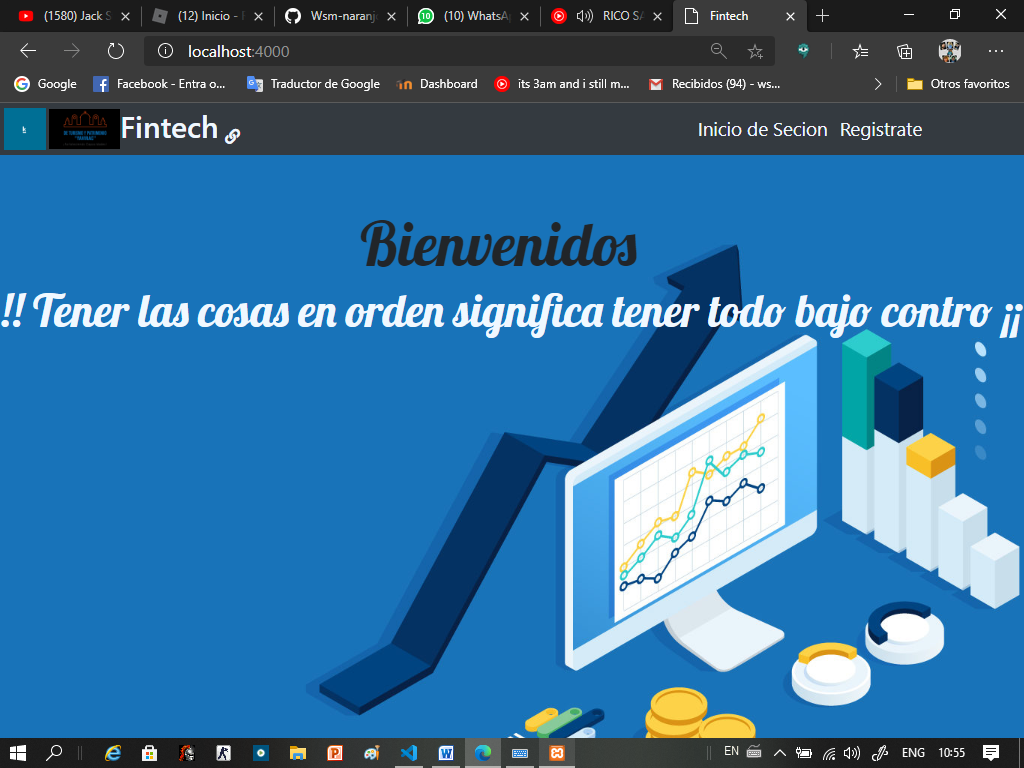 (1580) Jack S
(12) Inicio -
Wsm-naranj
(10) WhatsA
RICO SA
Fintech
localhost:4000
Google
Facebook - Entra o...
Traductor de Google
Dashboard
its 3am and i still m...
Recibidos (94) - ws...
Otros favoritos
Fintech
Inicio de Secion
Registrate
Bienvenidos
!! Tener las cosas en orden significa tener todo bajo contro ¡¡
EN
ENG
10:55